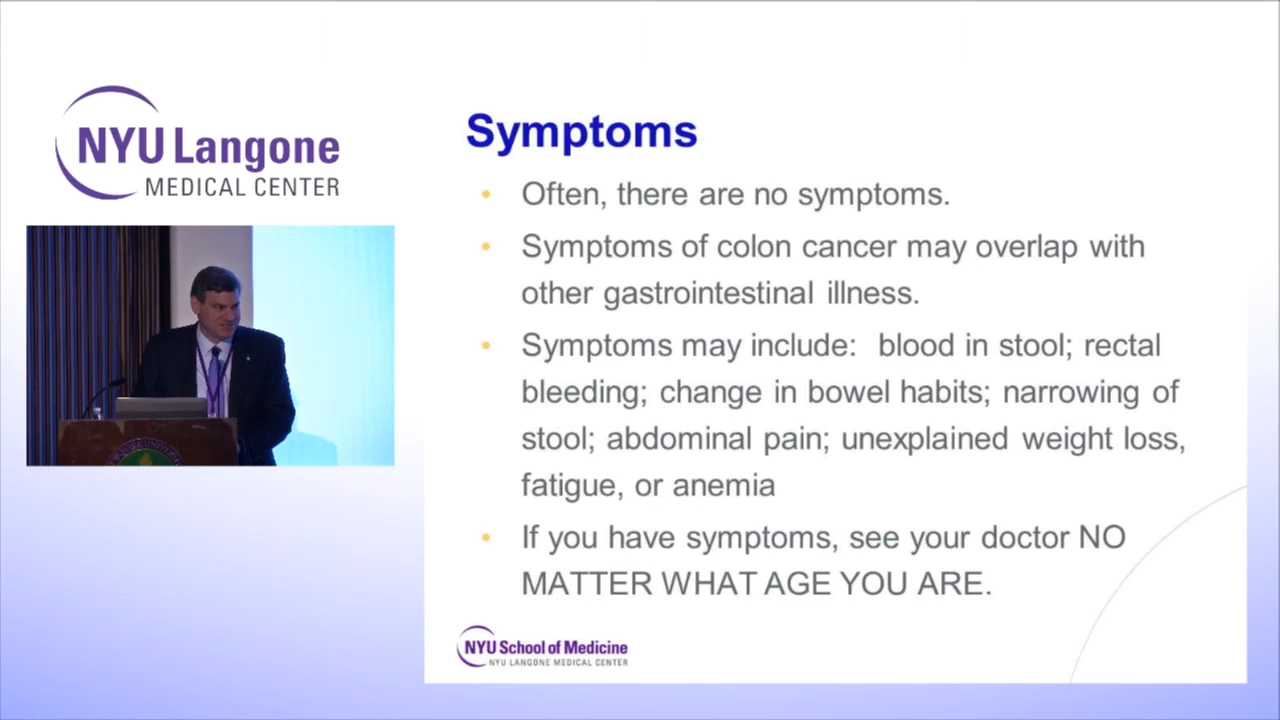 NYU Langone
MEDICAL CENTER
Symptoms
Often, there are no symptoms.
Symptoms of colon cancer may overlap with
other gastrointestinal illness.
Symptoms may include:  blood in stool; rectal
bleeding; change in bowel habits; narrowing of
stool; abdominal pain; unexplained weight loss,
fatigue, or anemia
If you have symptoms, see your doctor NO
MATTER WHAT AGE YOU ARE.
NYU School of Medicine
NYU LANGONE MEDICAL CENTER